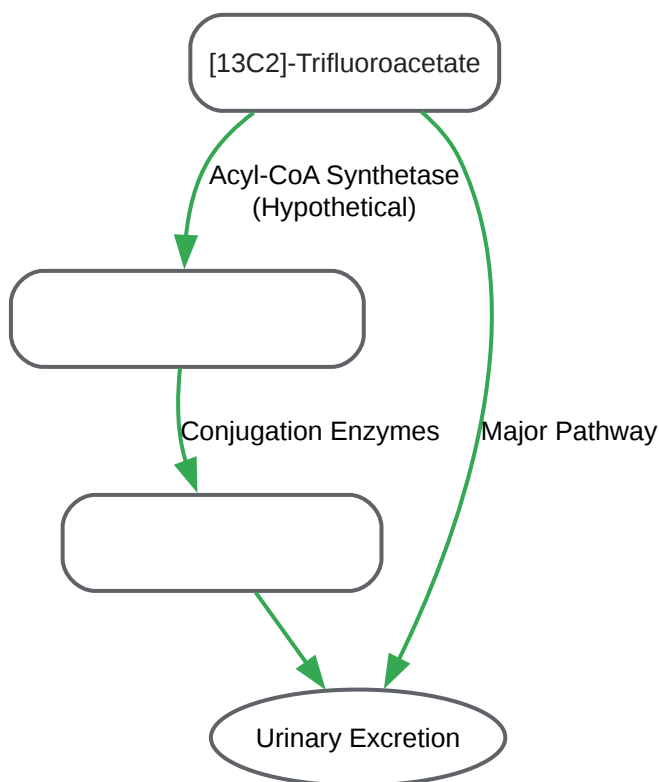 [13C2]-Trifluoroacetate
Acyl-CoA Synthetase
(Hypothetical)
Conjugation Enzymes
Major Pathway
Urinary Excretion